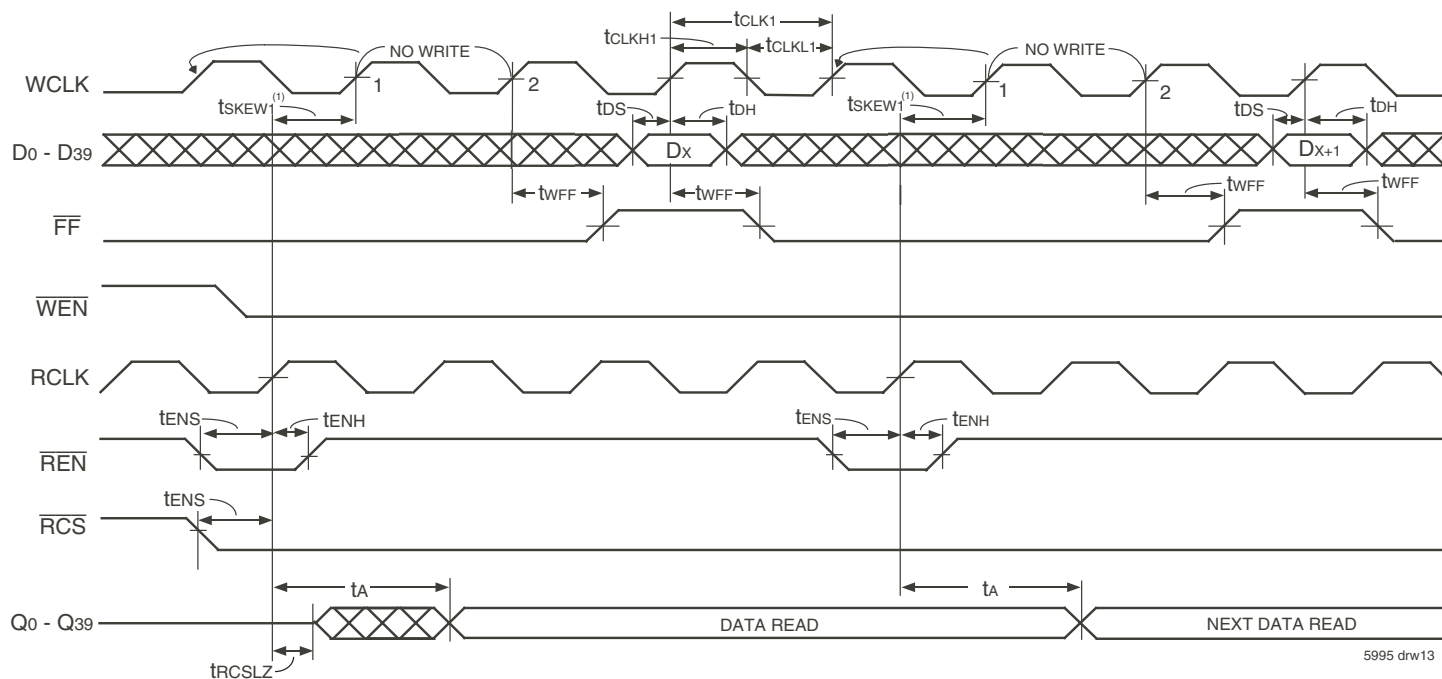 tCLK1
tCLKH1 tCLKL1
NO WRITE NO WRITE
WCLK 1 2 1 2
tSKEW1(1) tDS tDH tSKEW1(1) tDS tDH
D0 - D39 DX DX+1
tWFF tWFF tWFF tWFF
FF
WEN
RCLK
tENS tENH tENS tENH
REN
tENS
RCS
tA tA
Q0 - Q39 DATA READ NEXT DATA READ
tRCSLZ
5995 drw13